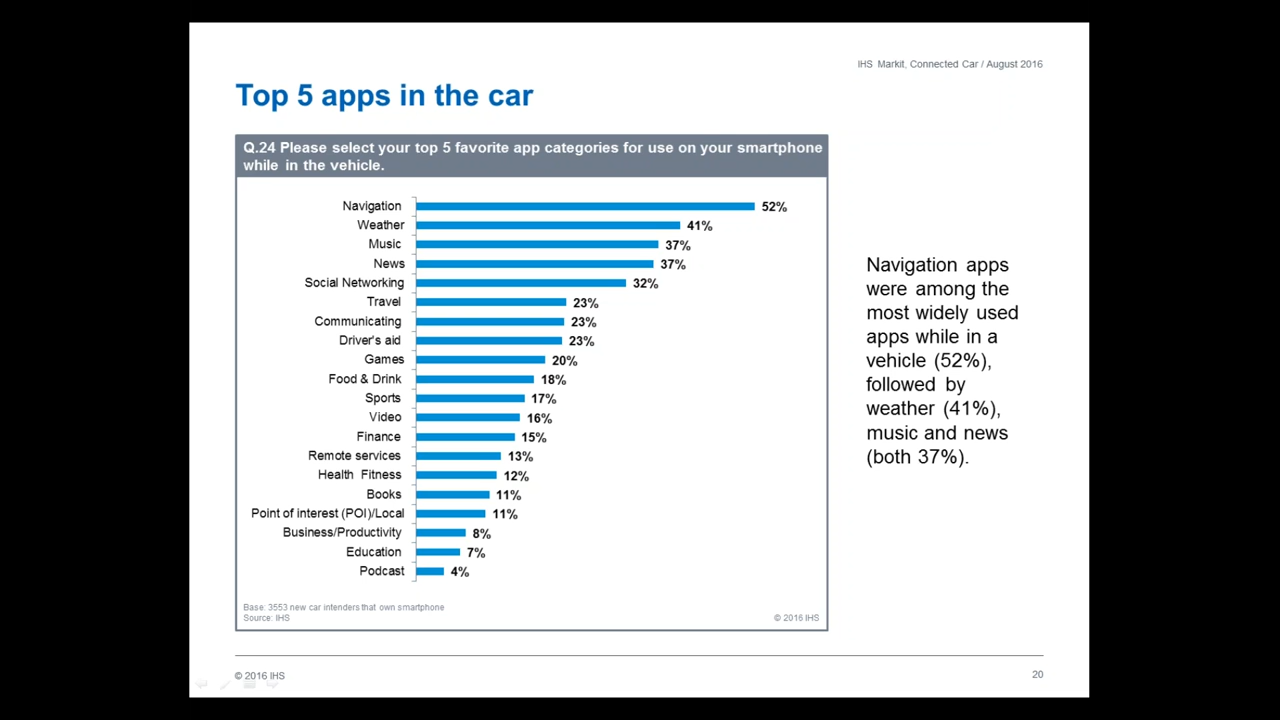 IHS Markit, Connected Car / August 2016
Top 5 apps in the car
Q.24 Please select your top 5 favorite app categories for use on your smartphone
while in the vehicle.
Navigation 52%
Weather 41%
Music 37%
News 37%
Social Networking 32%
Travel 23%
Communicating 23%
Driver's aid 23%
Games 20%
Food & Drink 18%
Sports 17%
Video 16%
Finance 15%
Remote services 13%
Health Fitness 12%
Books 11%
Point of interest (POI)/Local 11%
Business/Productivity 8%
Education 7%
Podcast 4%
Base: 3553 new car intenders that own smartphone
Source: IHS
© 2016 IHS
Navigation apps
were among the
most widely used
apps while in a
vehicle (52%),
followed by
weather (41%),
music and news
(both 37%).
© 2016 IHS
20